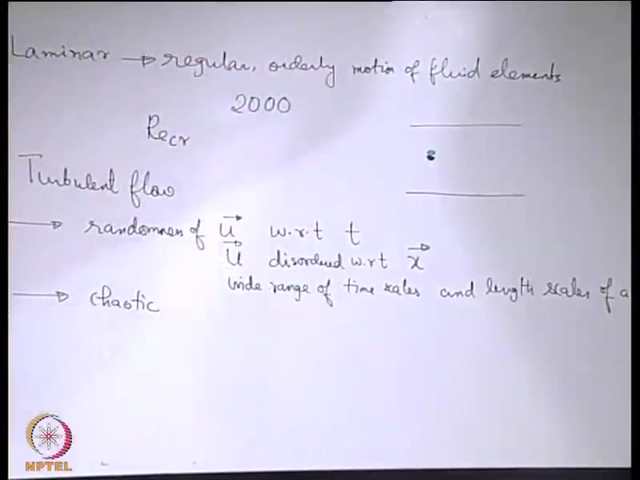 Laminar → regular, orderly motion of fluid elements
2000
Recr
Turbulent flow
→ randomness of u⃗ w.r.t t
u⃗ disordered w.r.t x⃗
wide range of time scales and length scales of a
→ chaotic
NPTEL